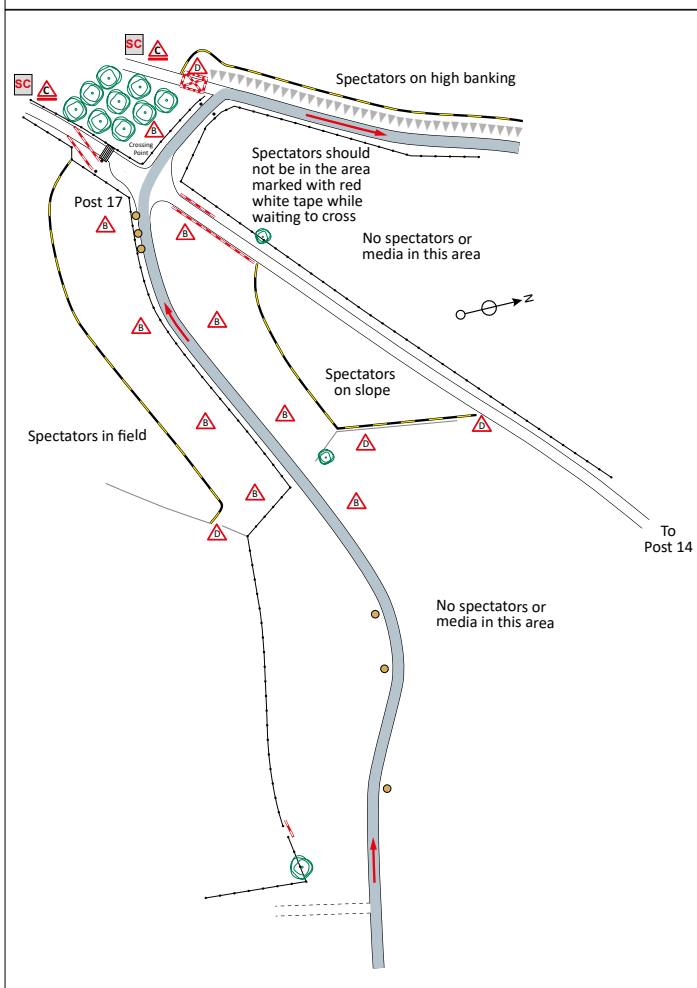 SC
C
D
SC
C
Spectators on high banking
B
Crossing
Point
Spectators should
not be in the area
marked with red
white tape while
waiting to cross
Post 17
B
B
No spectators or
media in this area
N
B
B
Spectators
on slope
B
B
D
D
Spectators in field
B
B
D
To
Post 14
No spectators or
media in this area